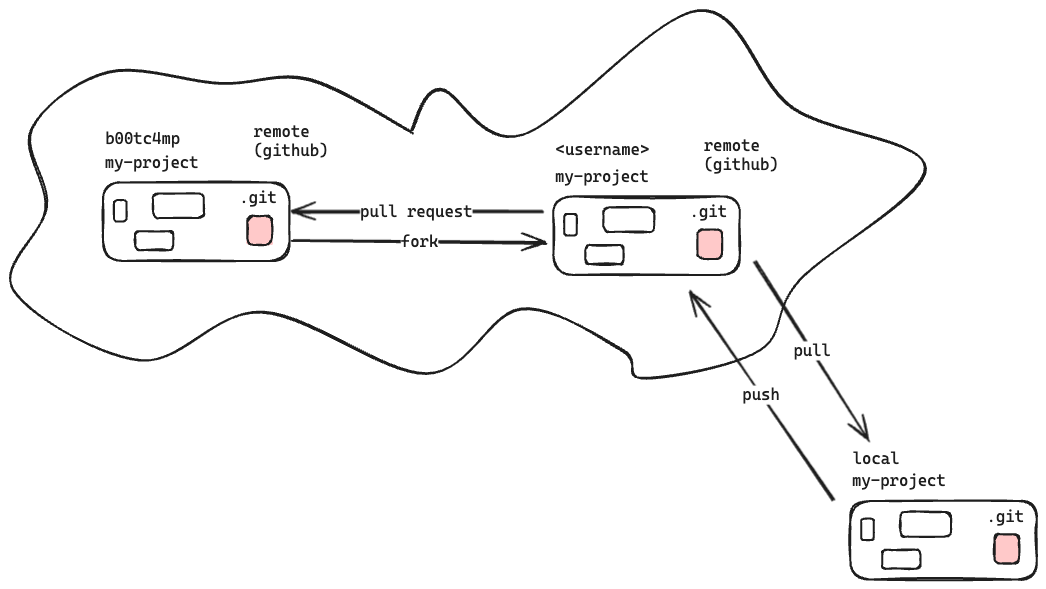 b00tc4mp
my-project
remote
(github)
.git
<username>
my-project
remote
(github)
.git
pull request
fork
pull
push
local
my-project
.git